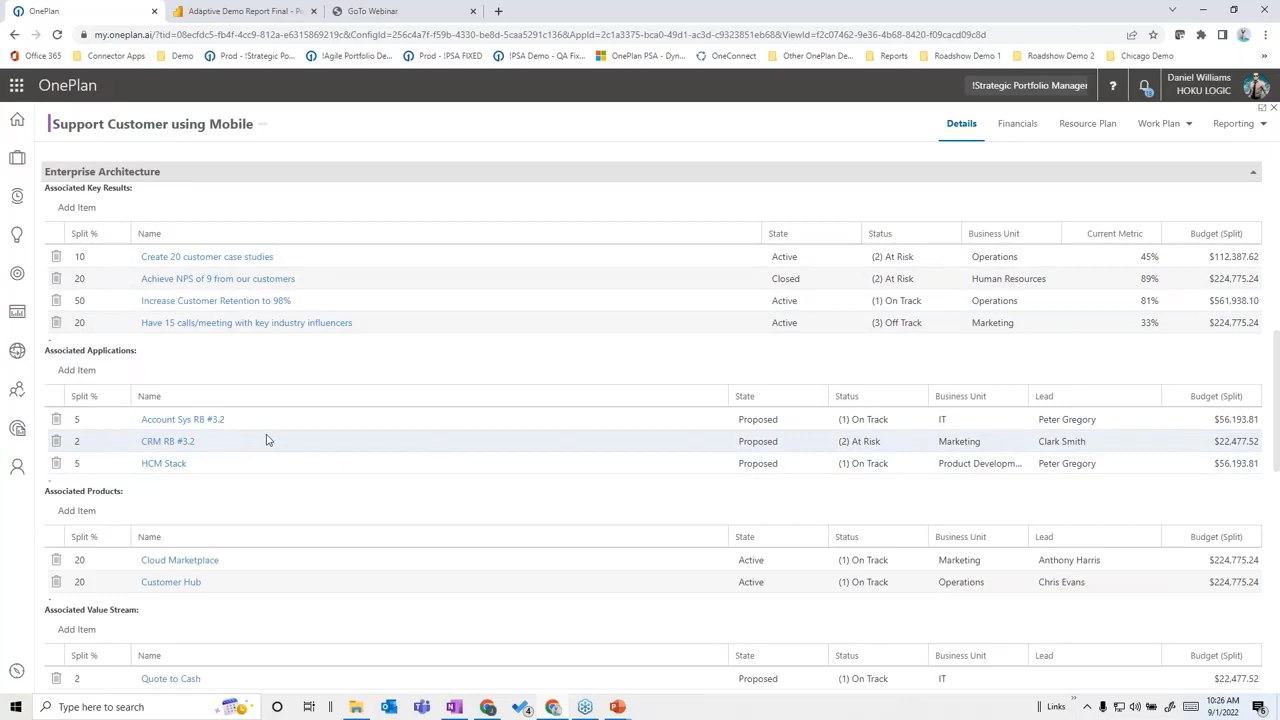 OnePlan
Adaptive Demo Report Final - Po
GoTo Webinar
my.oneplan.ai/?tid=08ecfdc5-fb4f-4cc9-812a-e6315869219c&ConfigId=256c4a7f-f59b-4330-be8d-5caa5291c136&AppId=2c1a3375-bca0-49d1-ac3d-c9323851eb68&ViewId=f2c07462-9e36-4b68-8420-f09cacd09c8d
Office 365
Connector Apps
Demo
Prod - !Strategic Po...
!Agile Portfolio De...
Prod - !PSA FIXED
!PSA Demo - QA Fix...
OnePlan PSA - Dyn...
OneConnect
Other OnePlan De...
Reports
Roadshow Demo 1
Roadshow Demo 2
Chicago Demo
»
OnePlan
!Strategic Portfolio Manager
?
Daniel Williams
HOKU LOGIC
Support Customer using Mobile
Details Financials Resource Plan Work Plan Reporting
Enterprise Architecture
Associated Key Results:
Add Item
Split % Name State Status Business Unit Current Metric Budget (Split)
10 Create 20 customer case studies Active (2) At Risk Operations 45% $112,387.62
20 Achieve NPS of 9 from our customers Closed (2) At Risk Human Resources 89% $224,775.24
50 Increase Customer Retention to 98% Active (1) On Track Operations 81% $561,938.10
20 Have 15 calls/meeting with key industry influencers Active (3) Off Track Marketing 33% $224,775.24
Associated Applications:
Add Item
Split % Name State Status Business Unit Lead Budget (Split)
5 Account Sys RB #3.2 Proposed (1) On Track IT Peter Gregory $56,193.81
2 CRM RB #3.2 Proposed (2) At Risk Marketing Clark Smith $22,477.52
5 HCM Stack Proposed (1) On Track Product Developm... Peter Gregory $56,193.81
Associated Products:
Add Item
Split % Name State Status Business Unit Lead Budget (Split)
20 Cloud Marketplace Active (1) On Track Marketing Anthony Harris $224,775.24
20 Customer Hub Active (1) On Track Operations Chris Evans $224,775.24
Associated Value Stream:
Add Item
Split % Name State Status Business Unit Lead Budget (Split)
2 Quote to Cash Proposed (1) On Track IT $22,477.52
Type here to search
4
Links
»
10:26 AM
9/1/2022
6